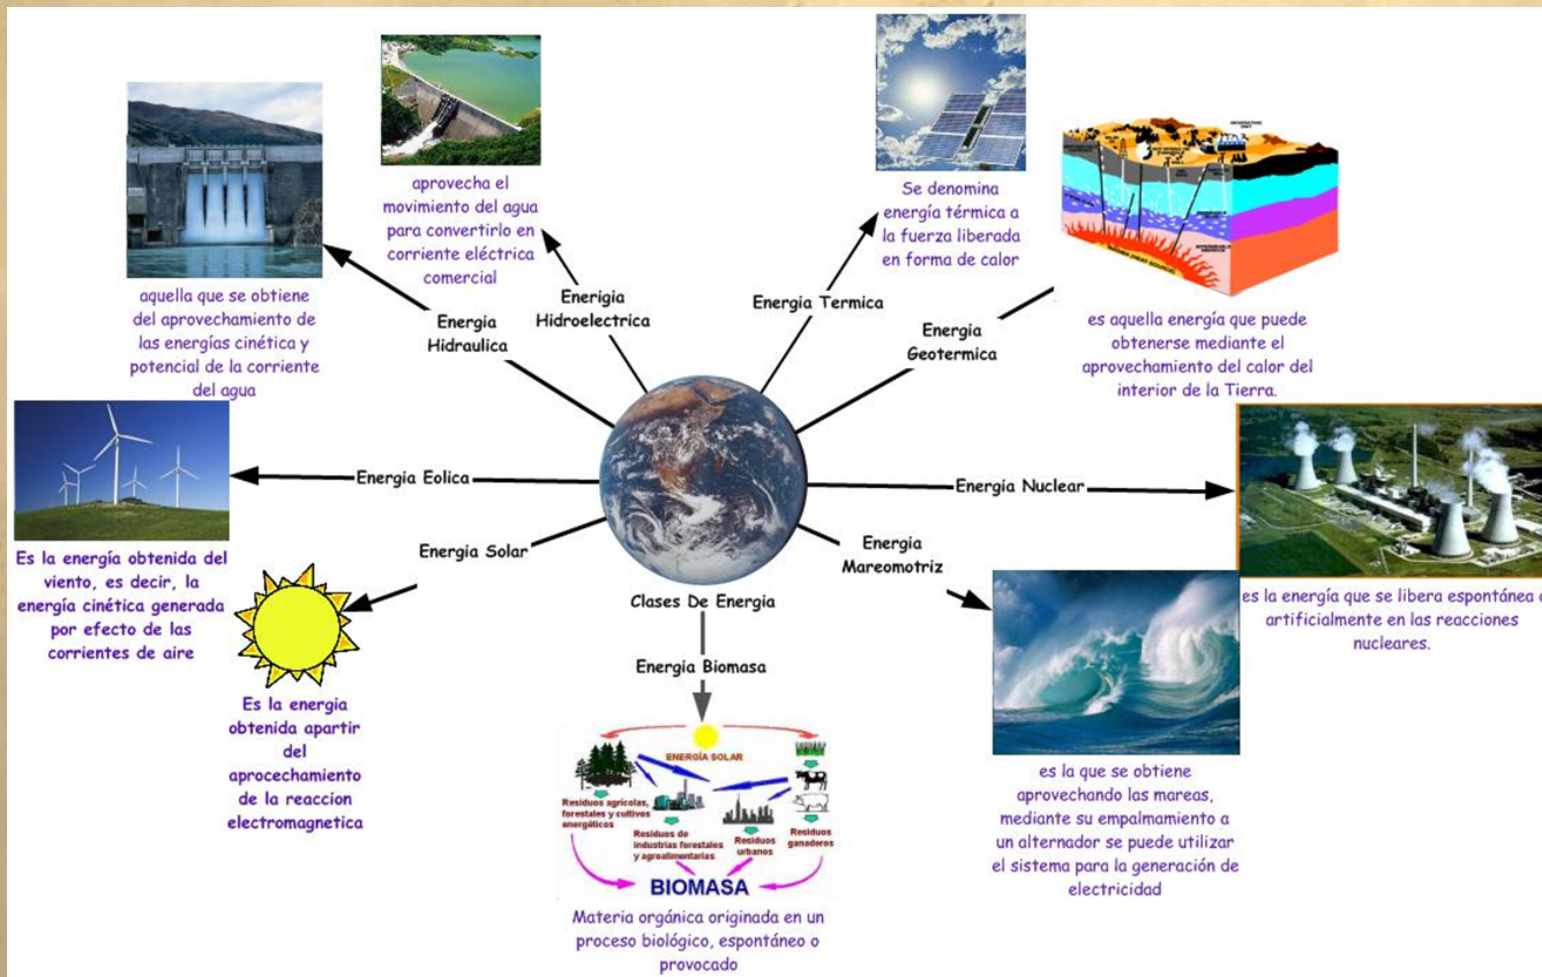 aprovecha el
movimiento del agua
para convertirlo en
corriente eléctrica
comercial
Enerigia
Hidroelectrica
aquella que se obtiene
del aprovechamiento de
las energías cinética y
potencial de la corriente
del agua
Energia
Hidraulica
Se denomina
energía térmica a
la fuerza liberada
en forma de calor
Energia Termica
GENERATING
UNIT
es aquella energía que puede
obtenerse mediante el
aprovechamiento del calor del
interior de la Tierra.
Energia
Geotermica
Energia Eolica
Es la energía obtenida del
viento, es decir, la
energía cinética generada
por efecto de las
corrientes de aire
Energia Solar
Es la energia
obtenida apartir
del
aprocechamiento
de la reaccion
electromagnetica
Energia Nuclear
es la energía que se libera espontánea
artificialmente en las reacciones
nucleares.
Energia
Mareomotriz
es la que se obtiene
aprovechando las mareas,
mediante su empalmamiento a
un alternador se puede utilizar
el sistema para la generación de
electricidad
Clases De Energia
Energia Biomasa
ENERGÍA SOLAR
Residuos agrícolas,
forestales y cultivos
energéticos
Residuos de
industrias forestales
y agroalimentarias
Residuos
urbanos
Residuos
ganaderos
BIOMASA
Materia orgánica originada en un
proceso biológico, espontáneo o
provocado